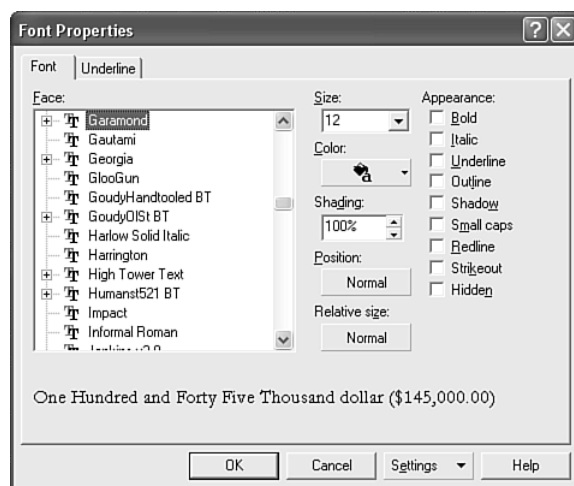 Font Properties
Font Underline
Face:
Garamond
Gautami
Georgia
GlooGun
GoudyHandtooled BT
GoudyOlSt BT
Harlow Solid Italic
Harrington
High Tower Text
Humanst521 BT
Impact
Informal Roman
Size:
12
Color:
Shading:
100%
Position:
Normal
Relative size:
Normal
Appearance:
Bold
Italic
Underline
Outline
Shadow
Small caps
Redline
Strikeout
Hidden
One Hundred and Forty Five Thousand dollar ($145,000.00)
OK Cancel Settings Help